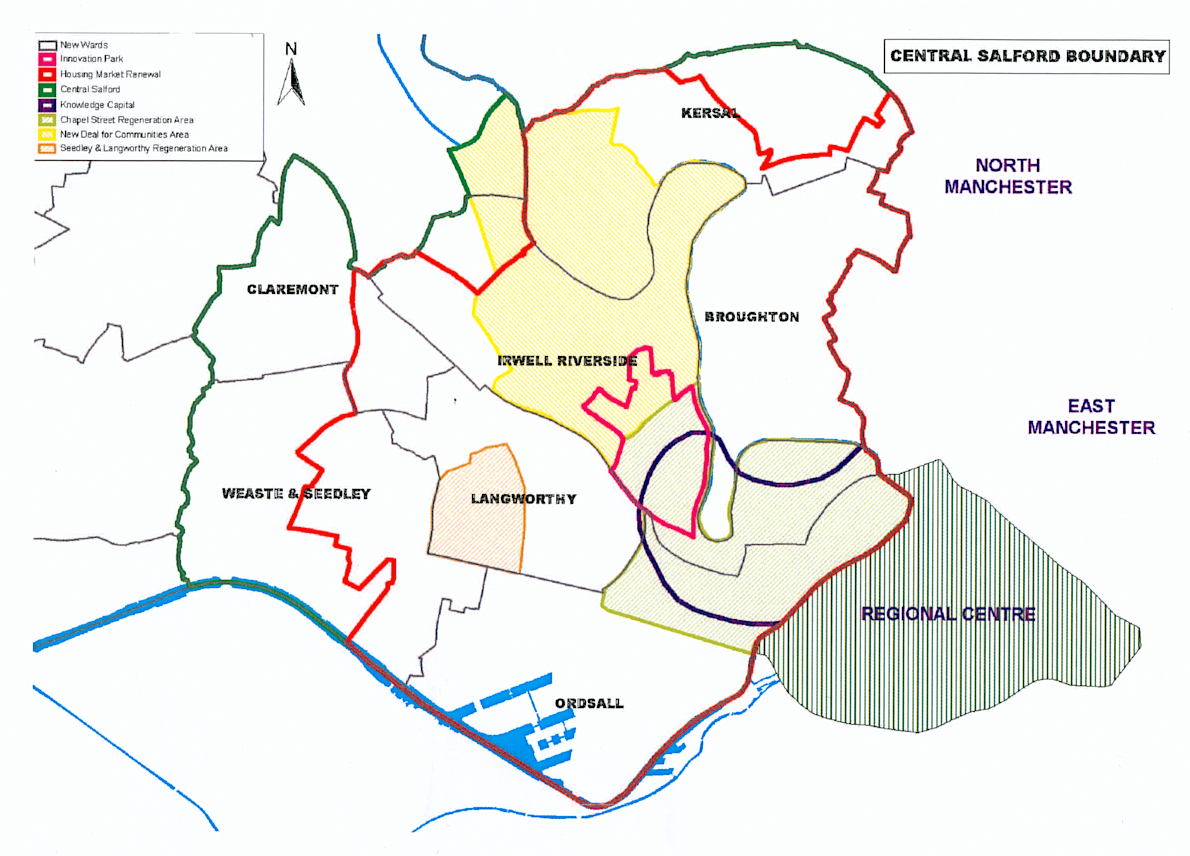 New Wards
Innovation Park
Housing Market Renewal
Central Salford
Knowledge Capital
Chapel Street Regeneration Area
New Deal for Communities Area
Seedley & Langworthy Regeneration Area
N
CENTRAL SALFORD BOUNDARY
KERSAL
NORTH
MANCHESTER
CLAREMONT
BROUGHTON
IRWELL RIVERSIDE
EAST
MANCHESTER
WEASTE & SEEDLEY
LANGWORTHY
REGIONAL CENTRE
ORDSALL